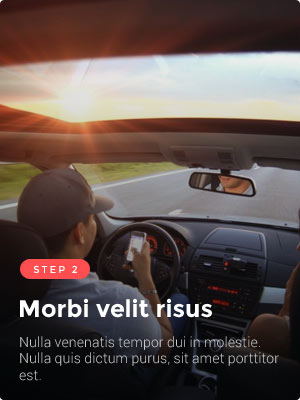 STEP 2
Morbi velit risus
Nulla venenatis tempor dui in molestie.
Nulla quis dictum purus, sit amet porttitor
est.